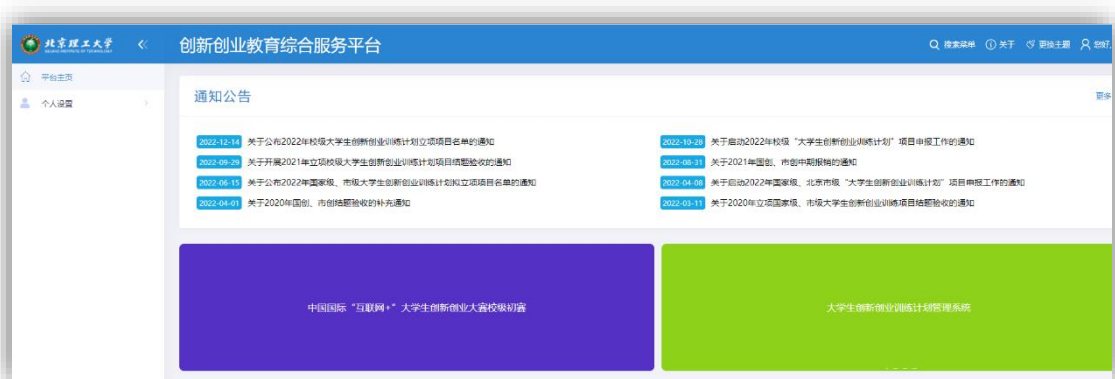 北京理工大学
创新创业教育综合服务平台
搜索菜单
关于
更换主题
您好,
平台主页
个人设置
通知公告
更多
2022-12-14 关于公布2022年校级大学生创新创业训练计划立项项目名单的通知
2022-10-28 关于启动2022年校级“大学生创新创业训练计划”项目申报工作的通知
2022-09-29 关于开展2021年立项校级大学生创新创业训练计划项目结题验收的通知
2022-08-31 关于2021年国创、市创中期报销的通知
2022-06-15 关于公布2022年国家级、市级大学生创新创业训练计划拟立项项目名单的通知
2022-04-08 关于启动2022年国家级、北京市级“大学生创新创业训练计划”项目申报工作的通知
2022-04-01 关于2020年国创、市创结题验收的补充通知
2022-03-11 关于2020年立项国家级、市级大学生创新创业训练项目结题验收的通知
中国国际“互联网+”大学生创新创业大赛校级初赛
大学生创新创业训练计划管理系统